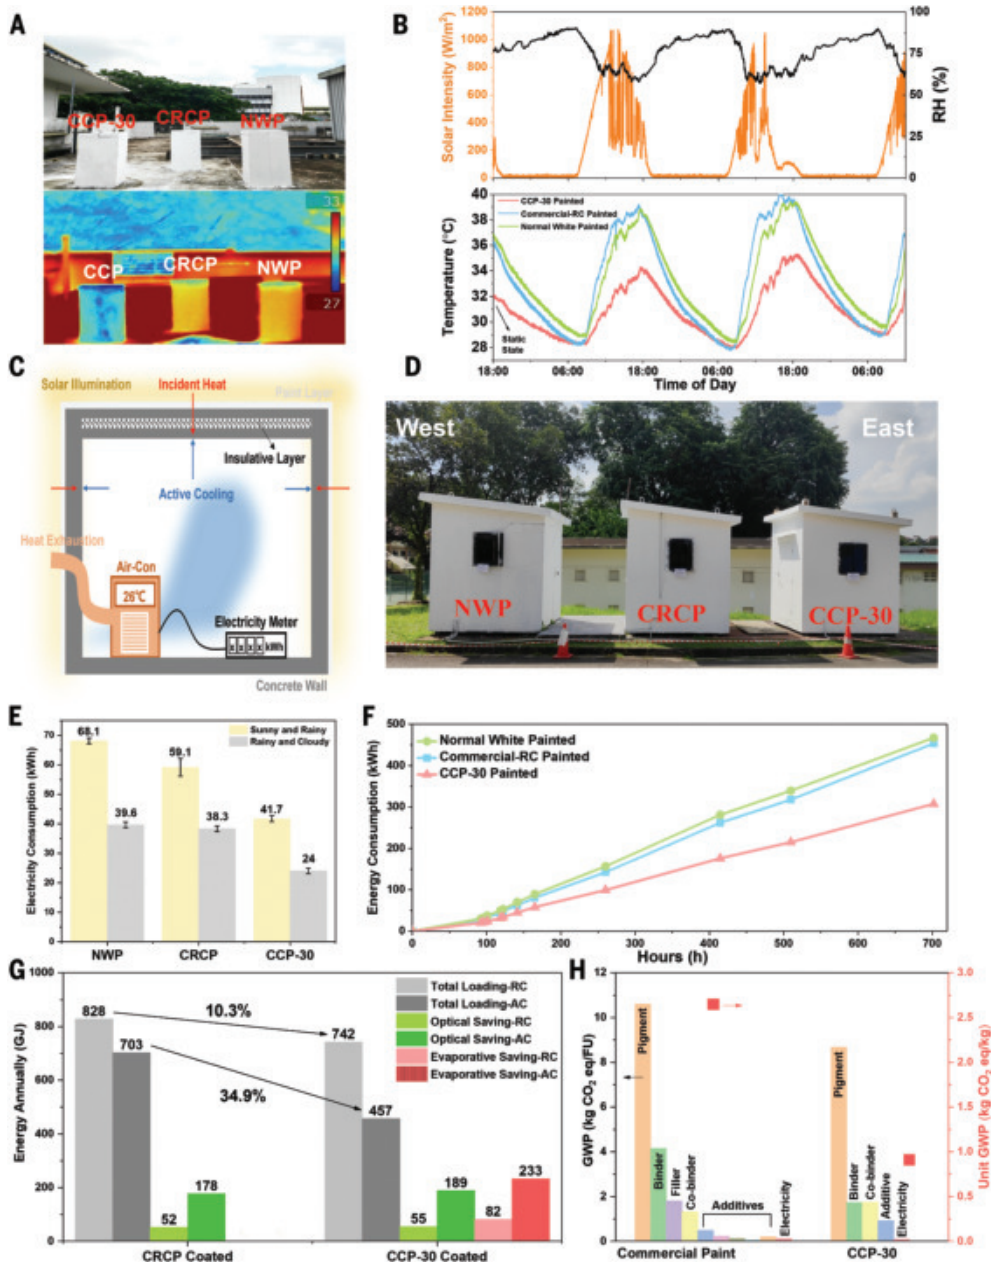 A
CCP-30 CRCP NWP
33
CCP CRCP NWP
27
B
1200
1000
800
600
400
200
0
Solar Intensity (W/m²)
100
75
50
25
0
RH (%)
40
38
36
34
32
30
28
Temperature (°C)
CCP-30 Painted
Commercial-RC Painted
Normal White Painted
Static
State
18:00 06:00 18:00 06:00 18:00 06:00
Time of Day
C
Solar Illumination
Incident Heat
Paint Layer
Insulative Layer
Active Cooling
Heat Exhaustion
Air-Con
26°C
Electricity Meter
x x x x kWh
Concrete Wall
D
West East
NWP CRCP CCP-30
E
Electricity Consumption (kWh)
70
60
50
40
30
20
10
0
Sunny and Rainy
Rainy and Cloudy
68.1
39.6
59.1
38.3
41.7
24
NWP CRCP CCP-30
F
Energy Consumption (kWh)
500
400
300
200
100
0
Normal White Painted
Commercial-RC Painted
CCP-30 Painted
0 100 200 300 400 500 600 700
Hours (h)
G
Energy Annually (GJ)
1000
800
600
400
200
0
828
703
52
178
10.3%
34.9%
742
457
55
189
82
233
Total Loading-RC
Total Loading-AC
Optical Saving-RC
Optical Saving-AC
Evaporative Saving-RC
Evaporative Saving-AC
CRCP Coated CCP-30 Coated
H
GWP (kg CO2 eq/FU)
12
10
8
6
4
2
0
Pigment
Binder
Filler
Co-binder
Additives
Electricity
Pigment
Binder
Co-binder
Additive
Electricity
Commercial Paint CCP-30
3.0
2.5
2.0
1.5
1.0
0.5
0.0
Unit GWP (kg CO2 eq/kg)